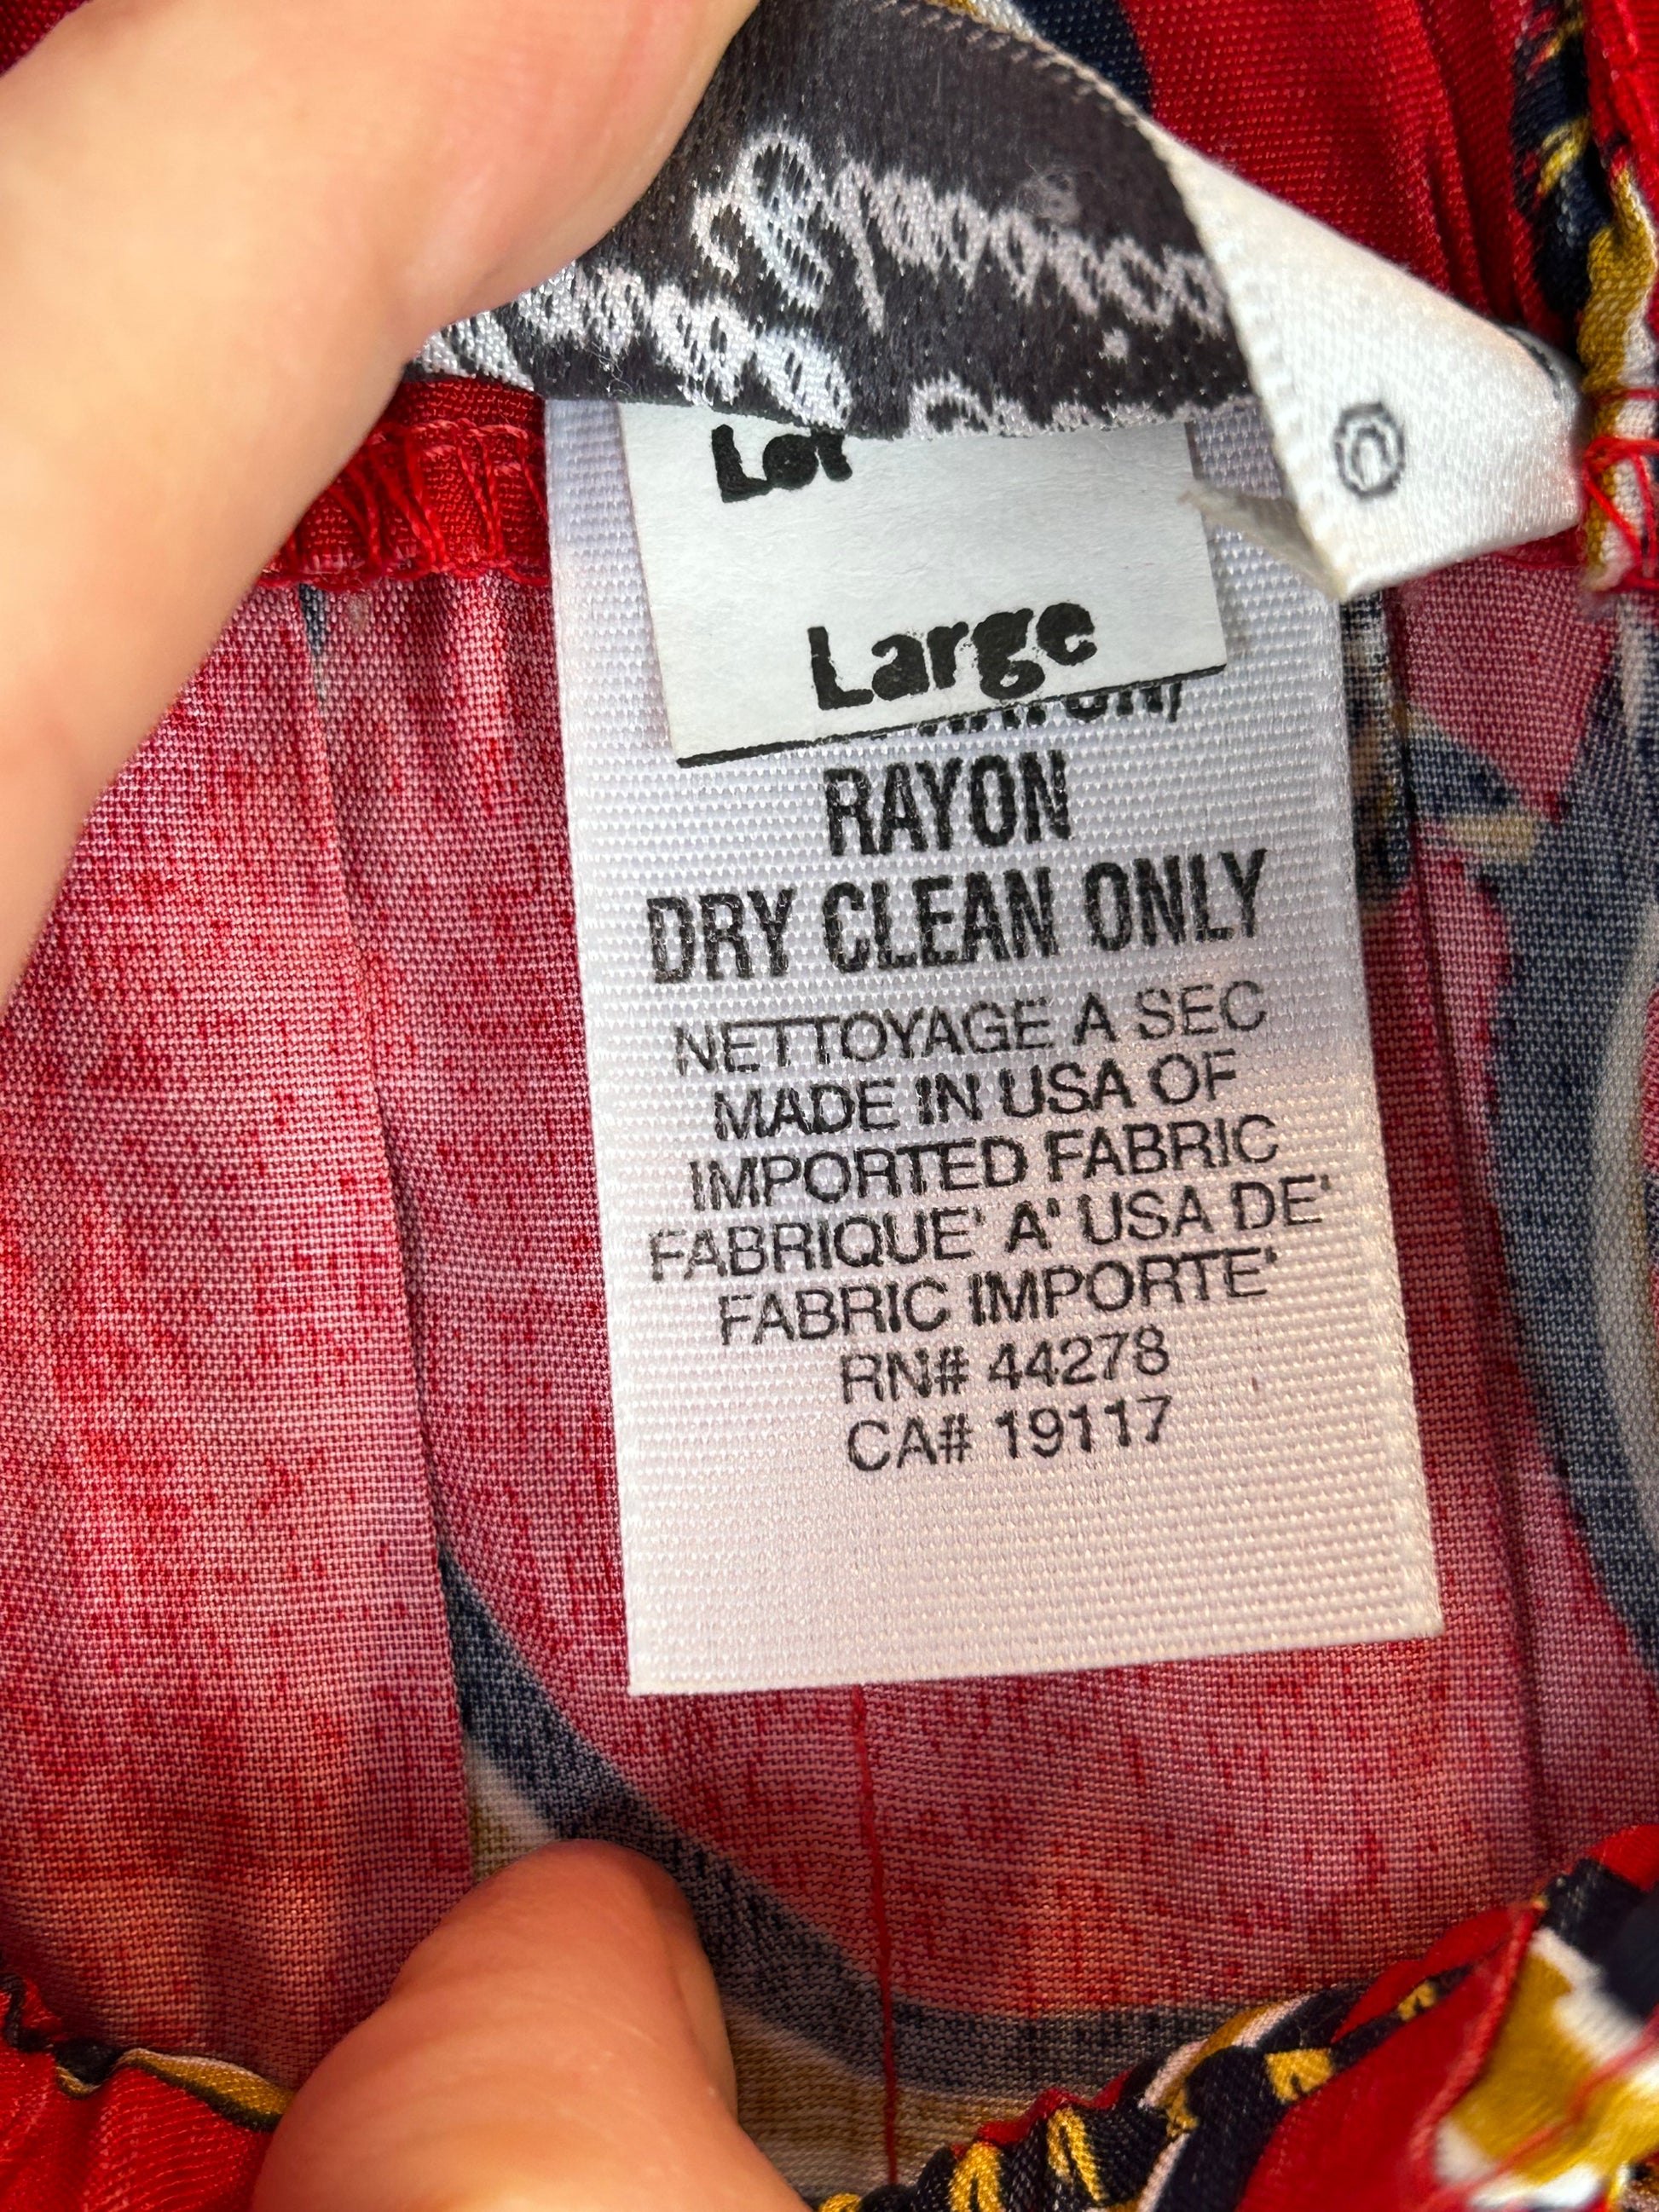 Lot
Large
RAYON
DRY CLEAN ONLY
NETTOYAGE A SEC
MADE IN USA OF
IMPORTED FABRIC
FABRIQUE' A' USA DE'
FABRIC IMPORTE'
RN# 44278
CA# 19117